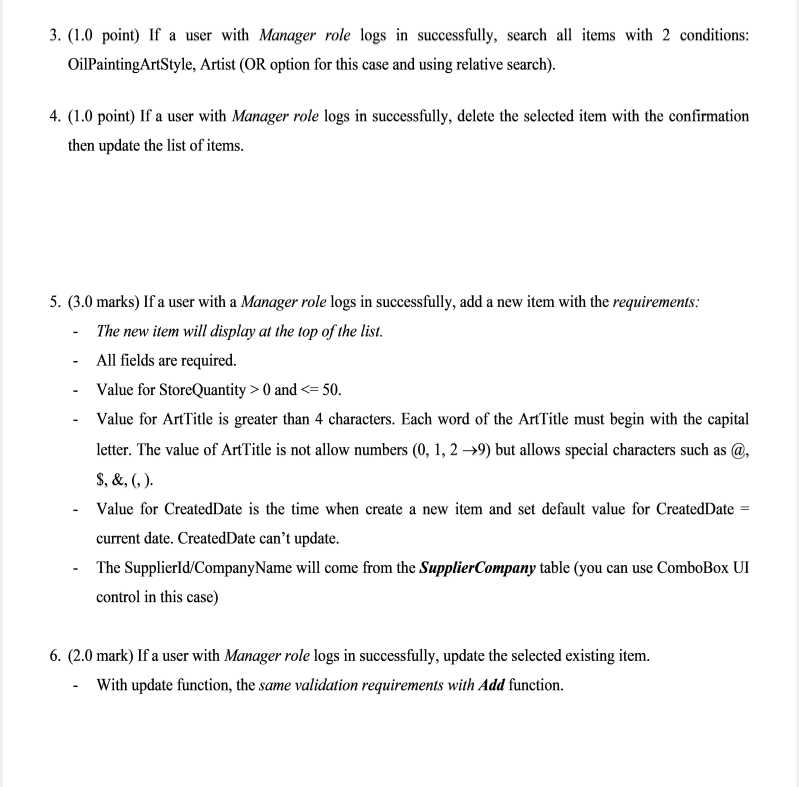 3. (1.0 point) If a user with Manager role logs in successfully, search all items with 2 conditions:
OilPaintingArtStyle, Artist (OR option for this case and using relative search).
4. (1.0 point) If a user with Manager role logs in successfully, delete the selected item with the confirmation
then update the list of items.
5. (3.0 marks) If a user with a Manager role logs in successfully, add a new item with the requirements:
- The new item will display at the top of the list.
- All fields are required.
- Value for StoreQuantity > 0 and <= 50.
- Value for ArtTitle is greater than 4 characters. Each word of the ArtTitle must begin with the capital
letter. The value of ArtTitle is not allow numbers (0, 1, 2 →9) but allows special characters such as @,
$, &, (, ).
- Value for CreatedDate is the time when create a new item and set default value for CreatedDate =
current date. CreatedDate can’t update.
- The SupplierId/CompanyName will come from the SupplierCompany table (you can use ComboBox UI
control in this case)
6. (2.0 mark) If a user with Manager role logs in successfully, update the selected existing item.
- With update function, the same validation requirements with Add function.